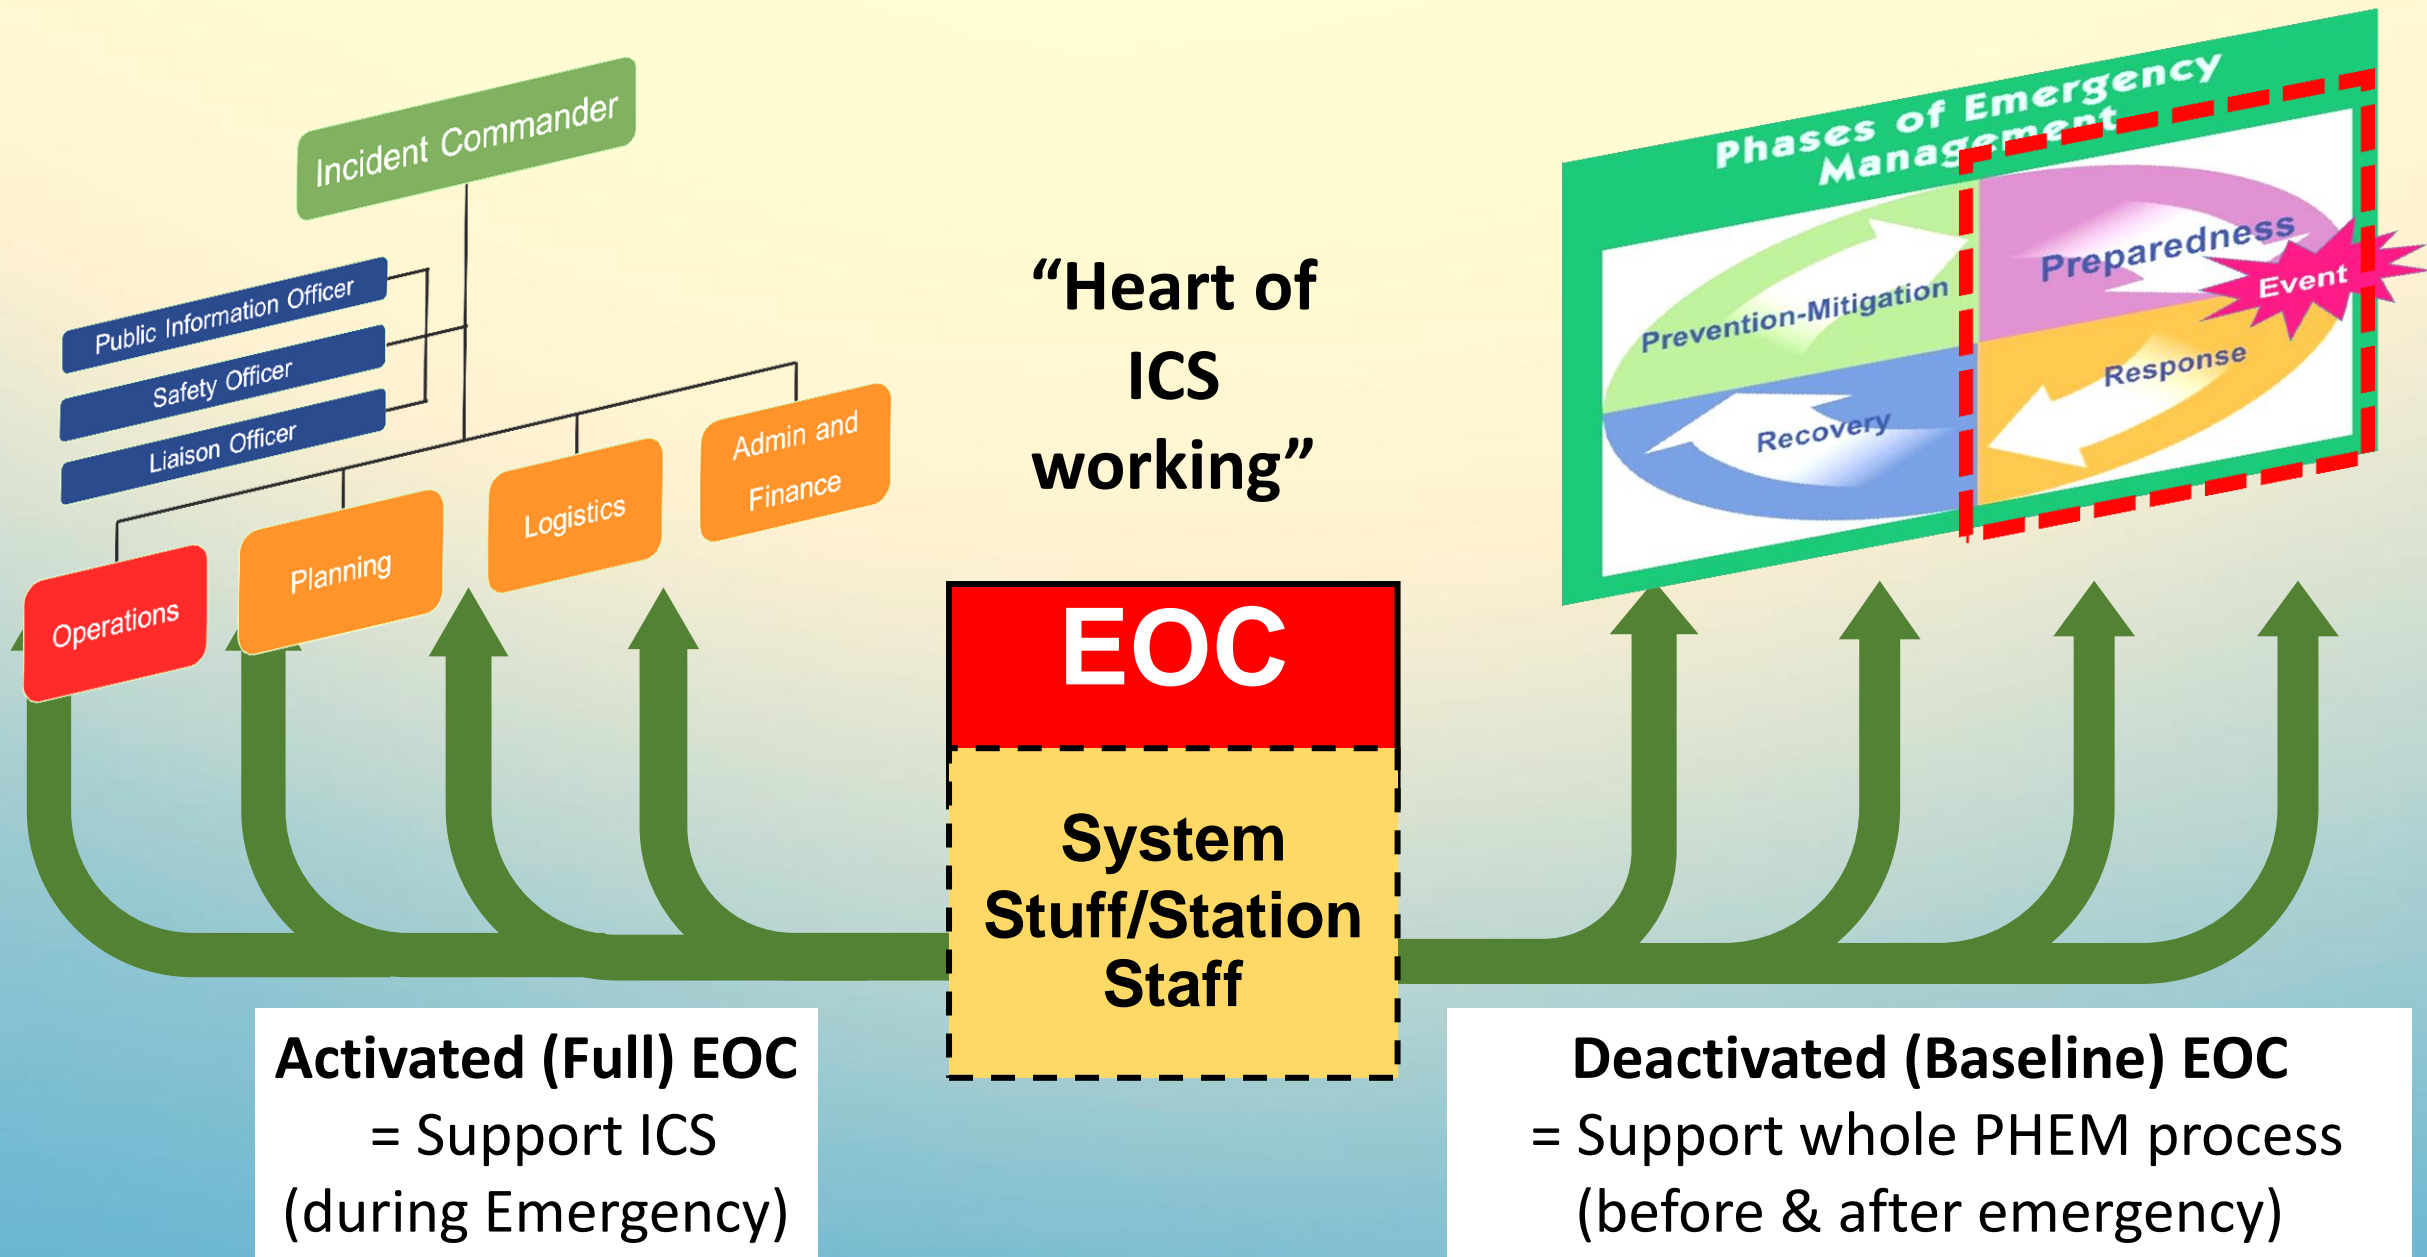 Incident Commander
Public Information Officer
Safety Officer
Liaison Officer
Operations
Planning
Logistics
Admin and
Finance
“Heart of
ICS
working”
EOC
System
Stuff/Station
Staff
Phases of Emergency
Management
Prevention-Mitigation
Preparedness
Event
Response
Recovery
Activated (Full) EOC
= Support ICS
(during Emergency)
Deactivated (Baseline) EOC
= Support whole PHEM process
(before & after emergency)